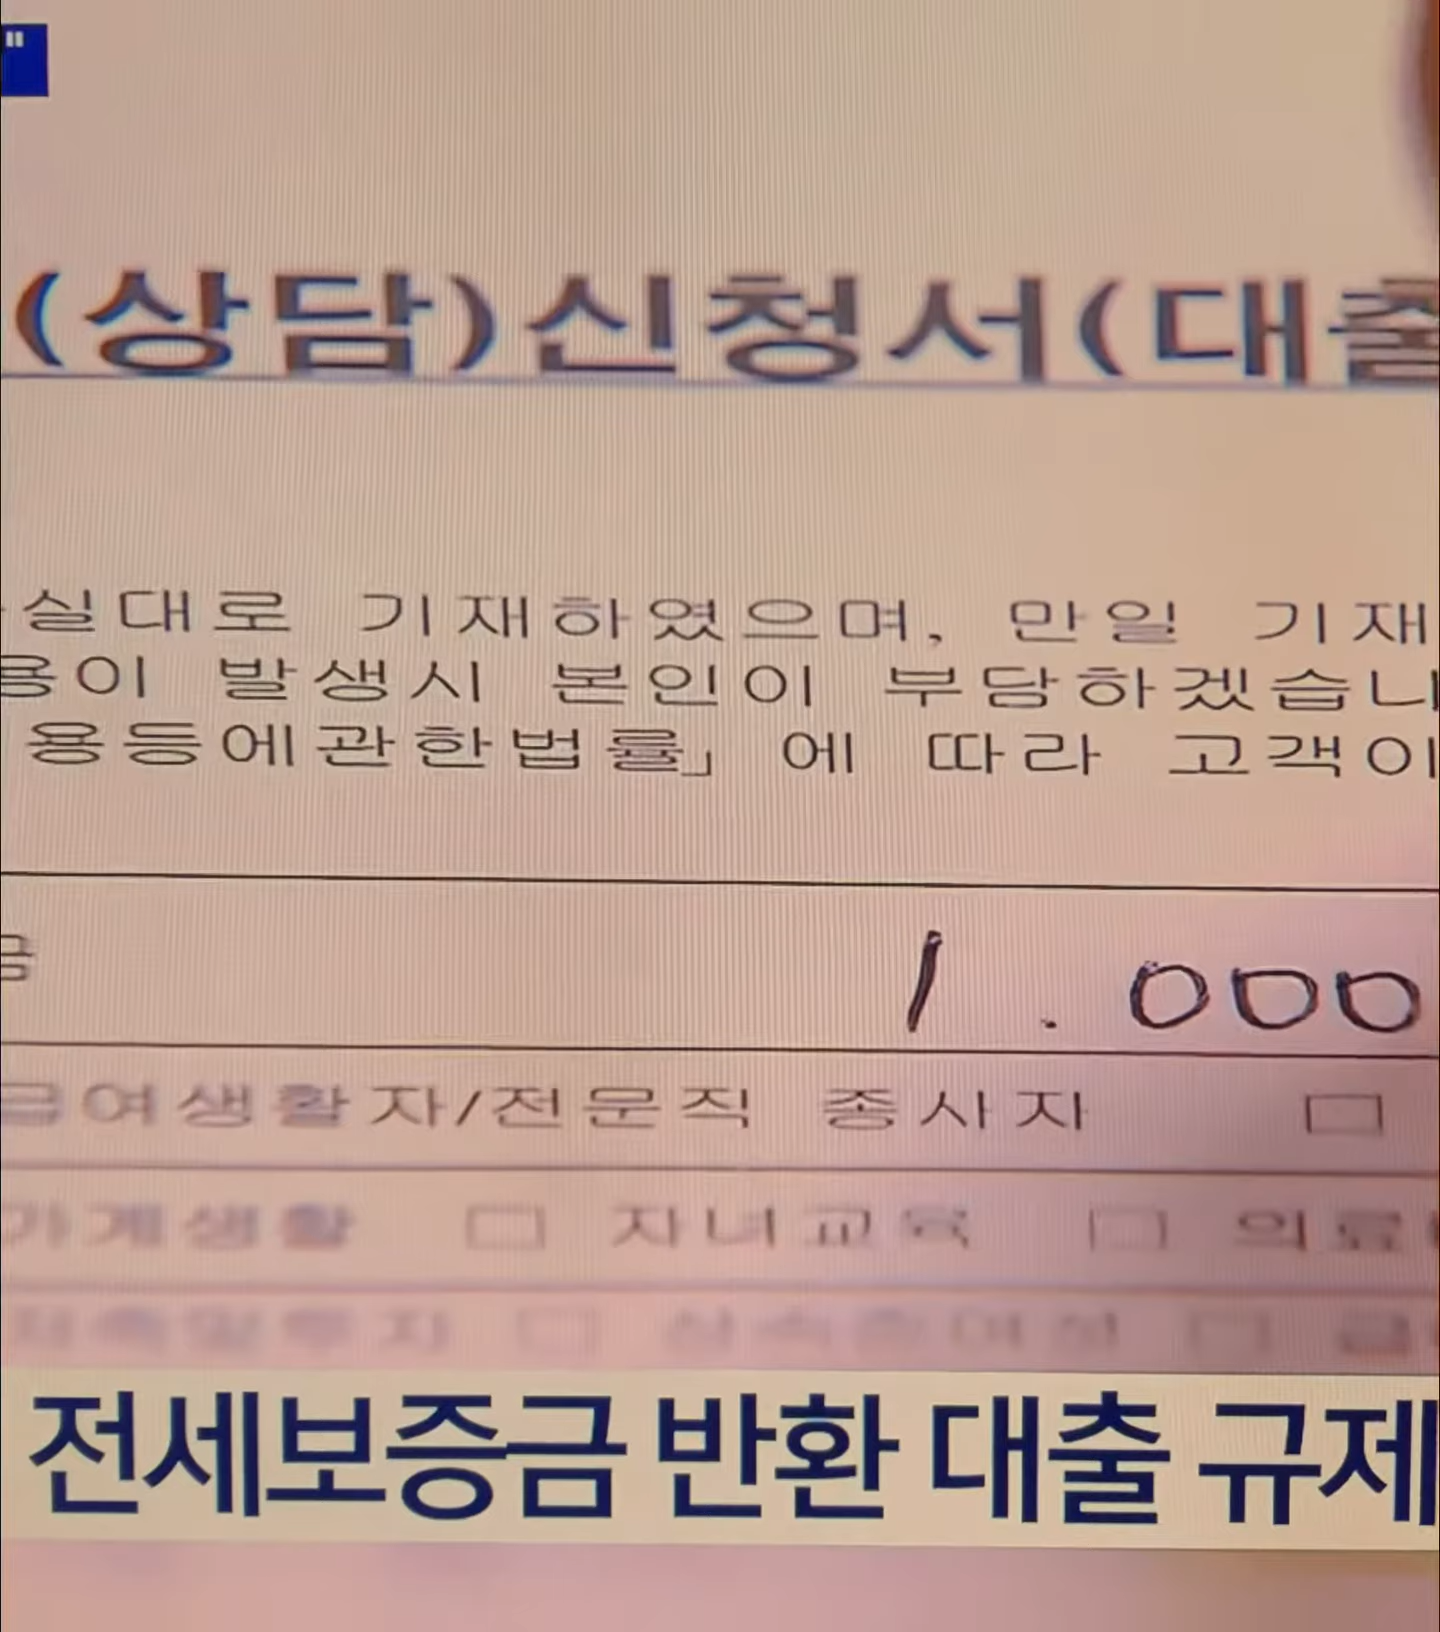 "
(상담)신청서(대출
실대로 기재하였으며, 만일 기재
용이 발생시 본인이 부담하겠습니
용등에관한법률」 에 따라 고객이
금
1.000
급여생활자/전문직 종사자 □
가계생활 □ 자녀교육 □ 의료
전세보증금 반환 대출 규제